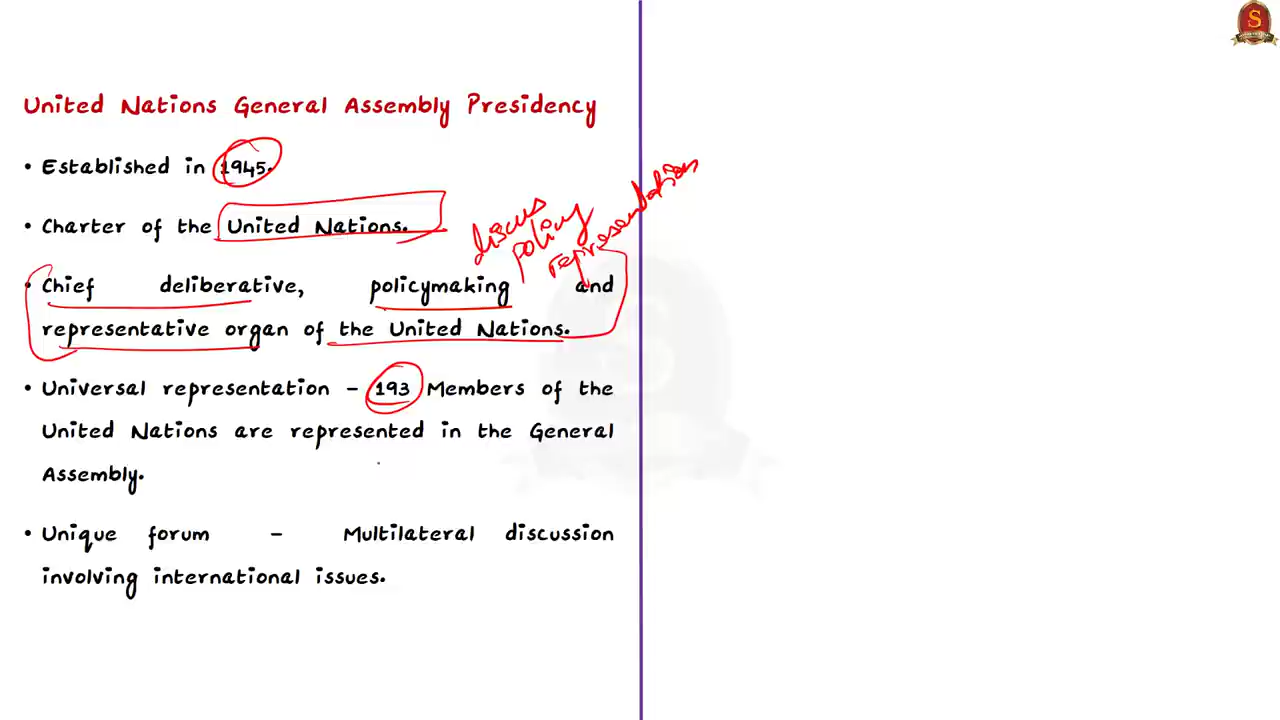 United Nations General Assembly Presidency
• Established in 1945.
• Charter of the United Nations.
discus
policy
representation
• Chief deliberative, policymaking and
representative organ of the United Nations.
• Universal representation – 193 Members of the
United Nations are represented in the General
Assembly.
• Unique forum – Multilateral discussion
involving international issues.
S